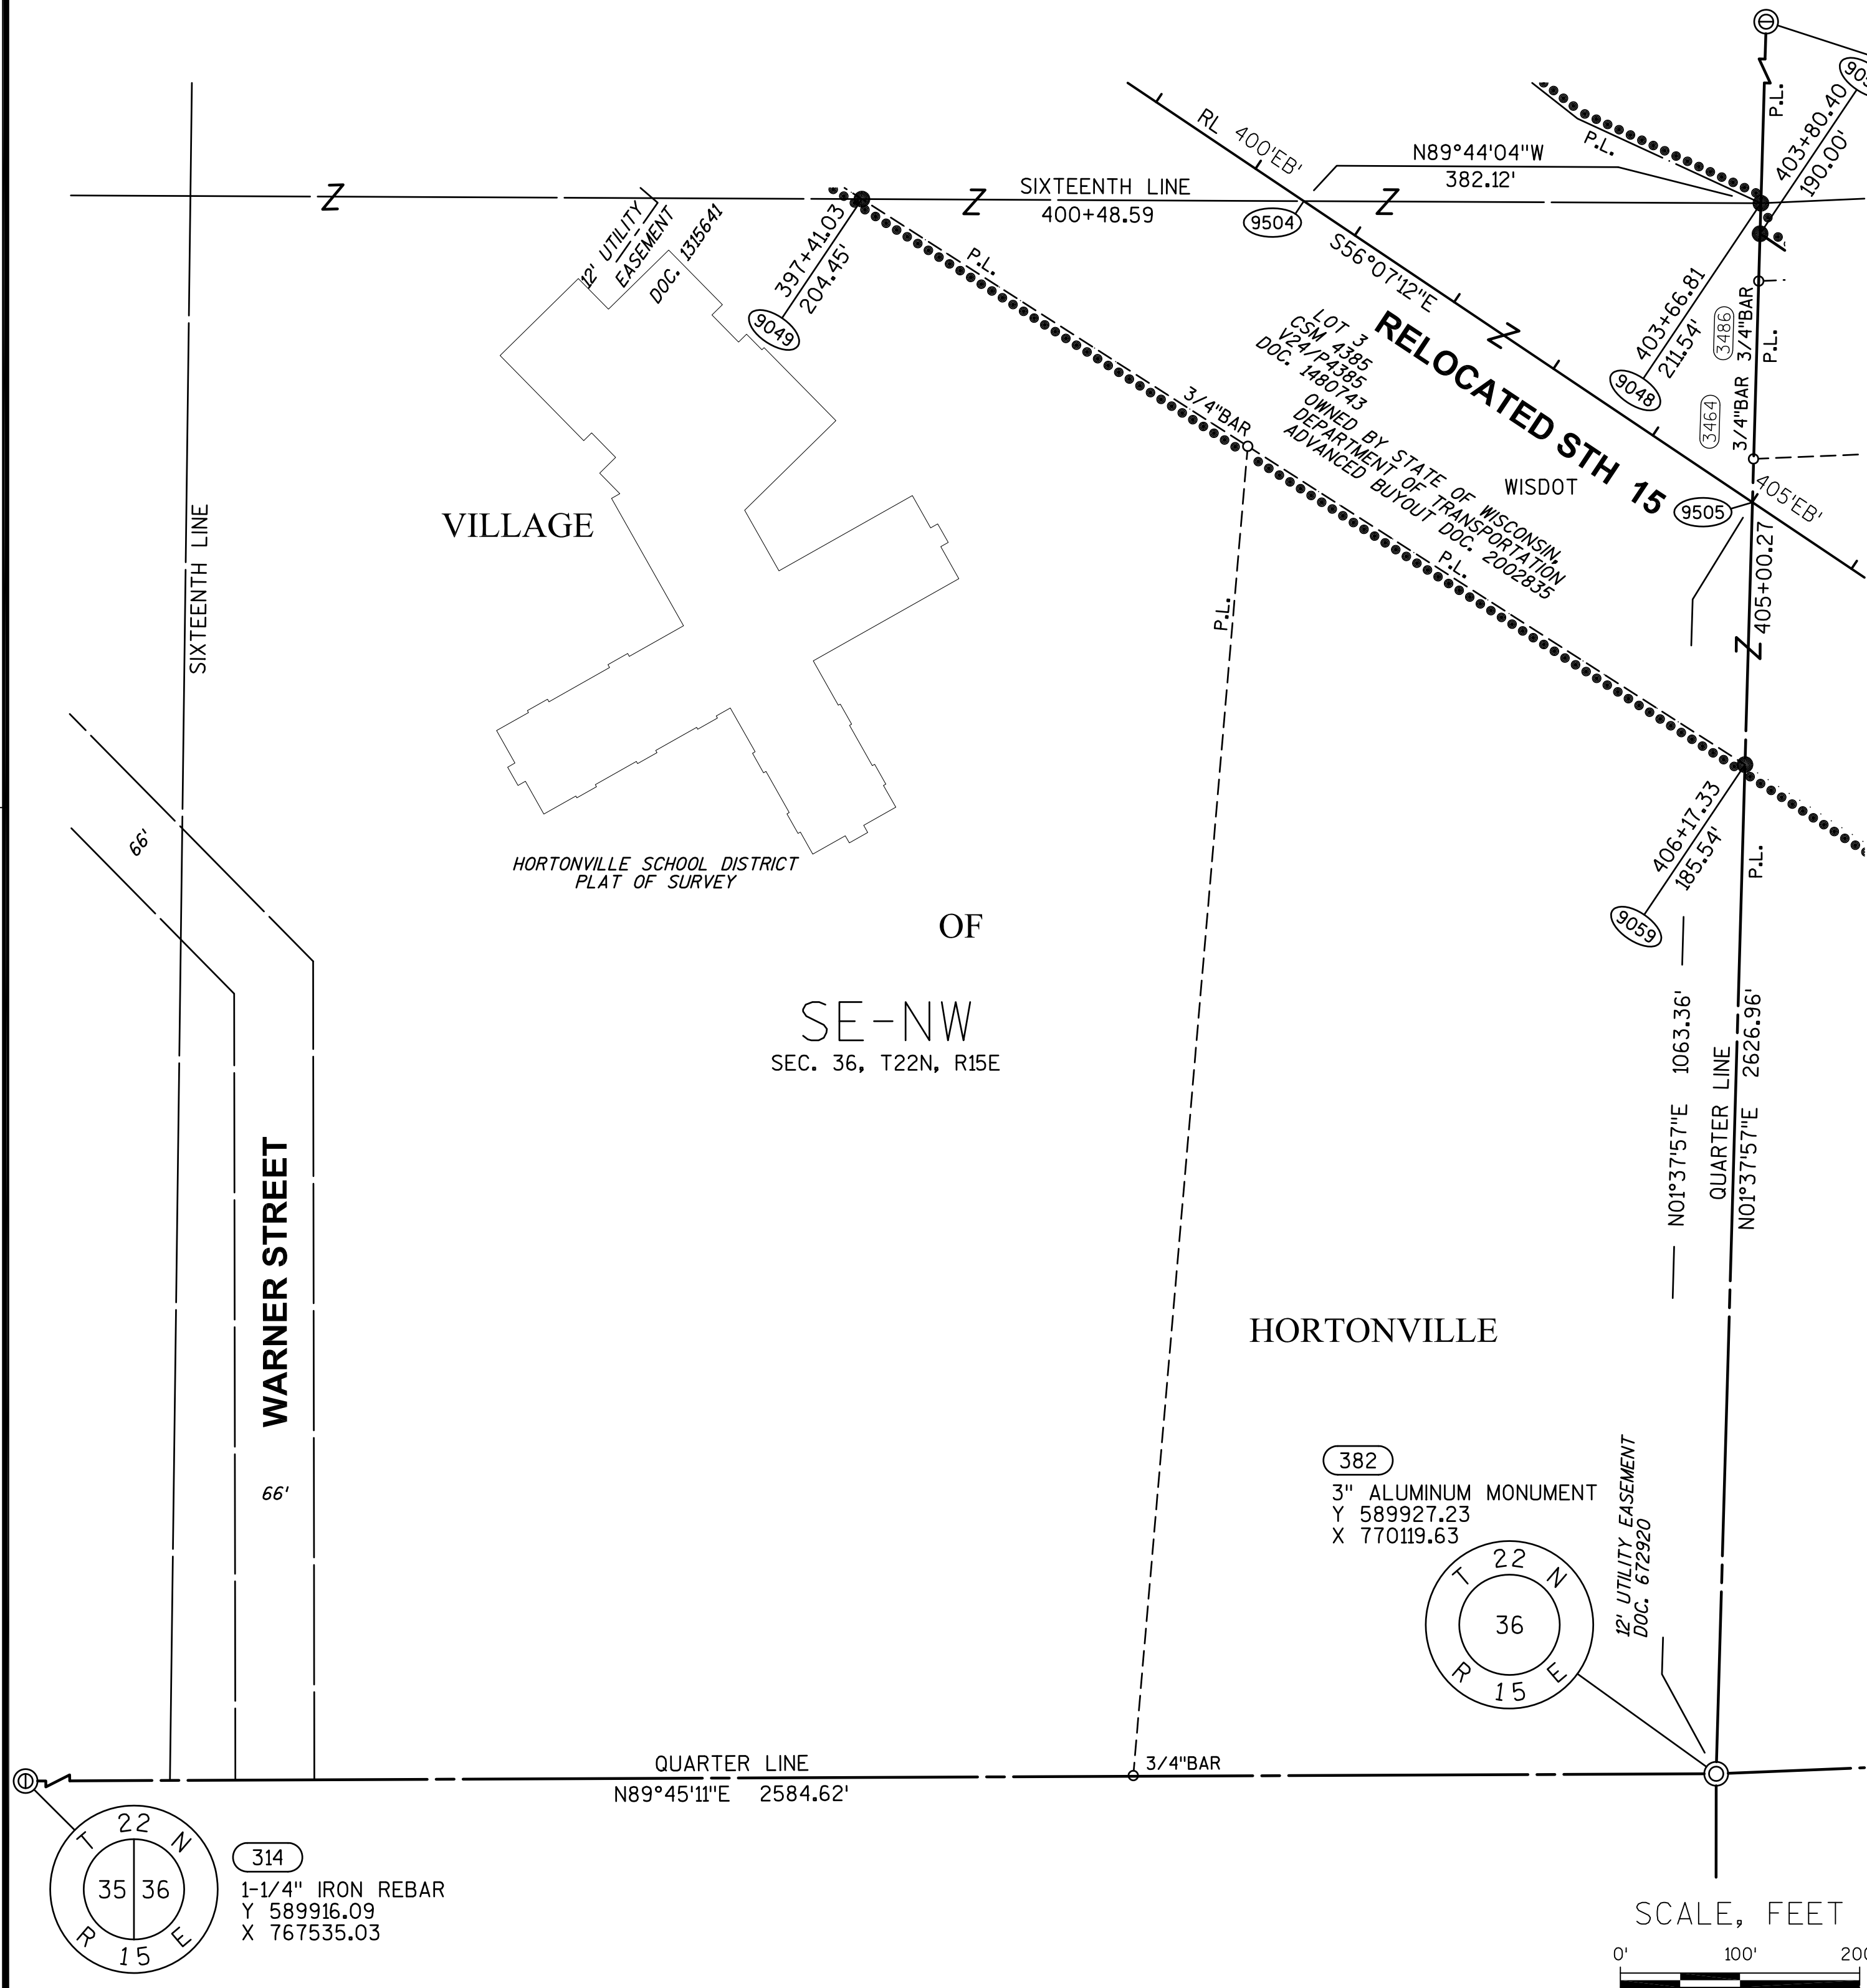 P.L.
403+80.40
190.00'
RL
400'EB'
N89°44'04"W
382.12'
P.L.
SIXTEENTH LINE
400+48.59
9504
12' UTILITY
EASEMENT
DOC. 1315641
397+41.03
204.45'
9049
P.L.
S56°07'12"E
403+66.81
211.54'
9048
3486
3/4"BAR
P.L.
3464
3/4"BAR
LOT 3
CSM 4385
V24/P4385
DOC. 1480743
OWNED BY STATE OF WISCONSIN,
DEPARTMENT OF TRANSPORTATION
ADVANCED BUYOUT DOC. 2002835
RELOCATED STH 15
3/4"BAR
WISDOT
9505
405'EB'
405+00.27
VILLAGE
SIXTEENTH LINE
P.L.
P.L.
66'
406+17.33
185.54'
9059
P.L.
HORTONVILLE SCHOOL DISTRICT
PLAT OF SURVEY
OF
SE-NW
SEC. 36, T22N, R15E
N01°37'57"E 1063.36'
QUARTER LINE
N01°37'57"E 2626.96'
WARNER STREET
66'
HORTONVILLE
382
3" ALUMINUM MONUMENT
Y 589927.23
X 770119.63
T 22 N
36
R 15 E
12' UTILITY EASEMENT
DOC. 672920
QUARTER LINE
N89°45'11"E 2584.62'
3/4"BAR
T 22 N
35 36
R 15 E
314
1-1/4" IRON REBAR
Y 589916.09
X 767535.03
SCALE, FEET
0' 100'